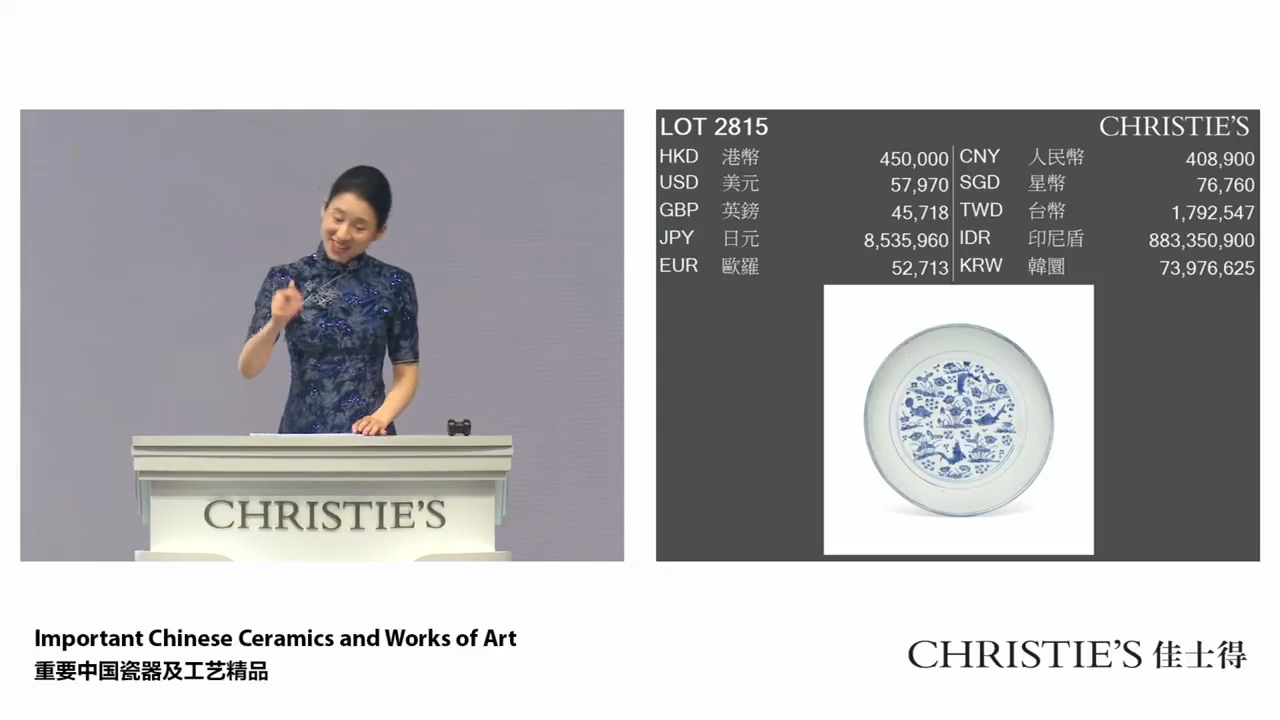 CHRISTIE'S
LOT 2815
CHRISTIE'S
HKD 港幣 450,000 CNY 人民幣 408,900
USD 美元 57,970 SGD 星幣 76,760
GBP 英鎊 45,718 TWD 台幣 1,792,547
JPY 日元 8,535,960 IDR 印尼盾 883,350,900
EUR 歐羅 52,713 KRW 韓圜 73,976,625
Important Chinese Ceramics and Works of Art
重要中国瓷器及工艺精品
CHRISTIE'S 佳士得